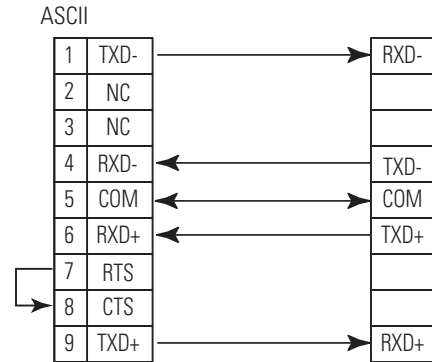 ASCII
1 TXD- RXD-
2 NC
3 NC
4 RXD- TXD-
5 COM COM
6 RXD+ TXD+
7 RTS
8 CTS
9 TXD+ RXD+